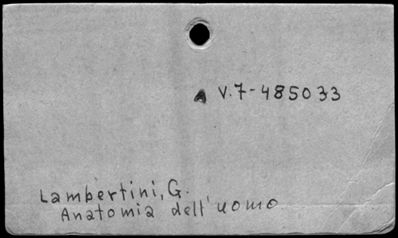 A V.7-485033
Lambertini, G.
Anatomia dell'uomo